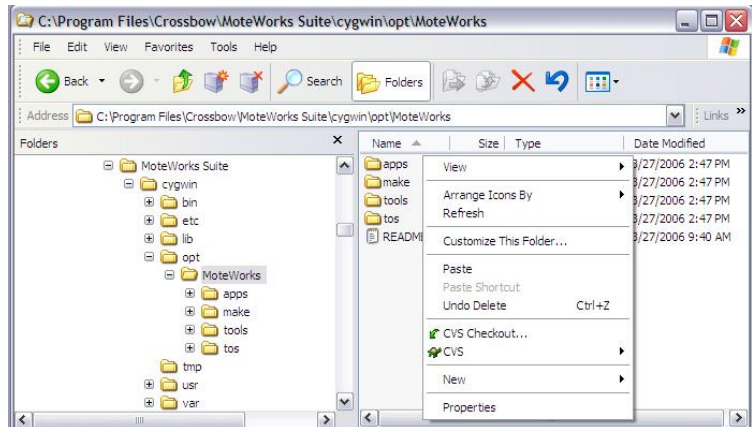 C:\Program Files\Crossbow\MoteWorks Suite\cygwin\opt\MoteWorks
File Edit View Favorites Tools Help
Back Search Folders
Address C:\Program Files\Crossbow\MoteWorks Suite\cygwin\opt\MoteWorks Links »
Folders × Name Size Type Date Modified
MoteWorks Suite
cygwin
bin
etc
lib
opt
MoteWorks
apps
make
tools
tos
tmp
usr
var
apps 3/27/2006 2:47 PM
make 3/27/2006 2:47 PM
tools 3/27/2006 2:47 PM
tos 3/27/2006 2:47 PM
README 3/27/2006 9:40 AM
View
Arrange Icons By
Refresh
Customize This Folder...
Paste
Paste Shortcut
Undo Delete Ctrl+Z
CVS Checkout...
CVS
New
Properties